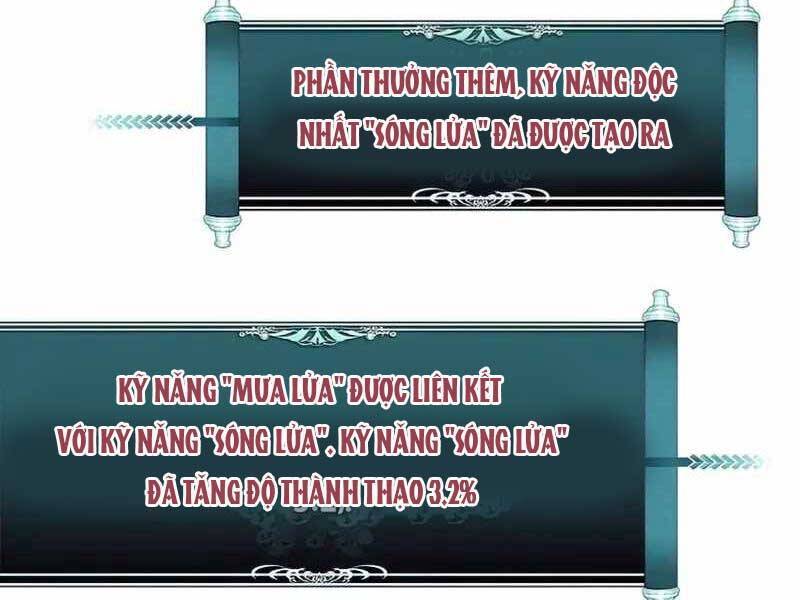 PHẦN THƯỞNG THÊM, KỸ NĂNG ĐỘC
NHẤT "SÓNG LỬA" ĐÃ ĐƯỢC TẠO RA
KỸ NĂNG "MƯA LỬA" ĐƯỢC LIÊN KẾT
VỚI KỸ NĂNG "SÓNG LỬA". KỸ NĂNG "SÓNG LỬA"
ĐÃ TĂNG ĐỘ THÀNH THẠO 3.2%